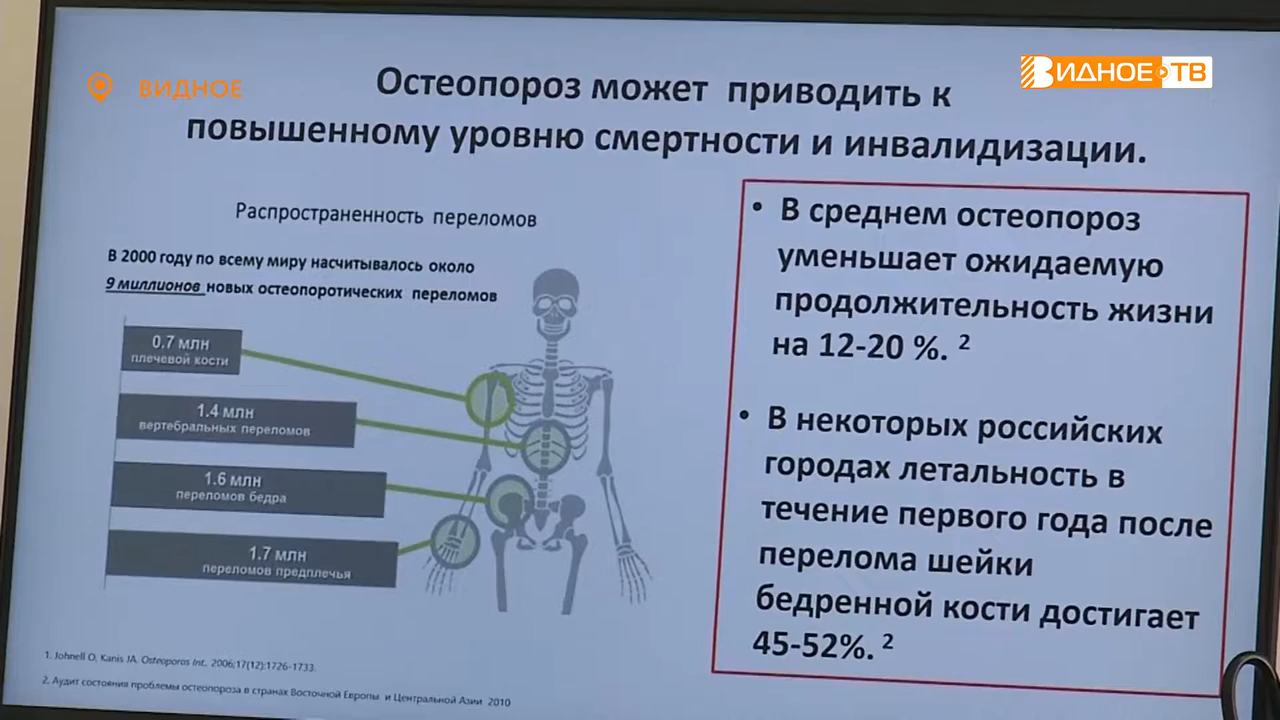 ВИДНОЕ
ВИДНОЕ ТВ
Остеопороз может приводить к
повышенному уровню смертности и инвалидизации.
Распространенность переломов
В 2000 году по всему миру насчитывалось около
9 миллионов новых остеопоротических переломов
0.7 млн
плечевой кости
1.4 млн
вертебральных переломов
1.6 млн
переломов бедра
1.7 млн
переломов предплечья
• В среднем остеопороз
уменьшает ожидаемую
продолжительность жизни
на 12-20 %. 2
• В некоторых российских
городах летальность в
течение первого года после
перелома шейки
бедренной кости достигает
45-52%. 2
1. Johnell O, Kanis JA. Osteoporos Int. 2006;17(12):1726-1733.
2. Аудит состояния проблемы остеопороза в странах Восточной Европы и Центральной Азии 2010